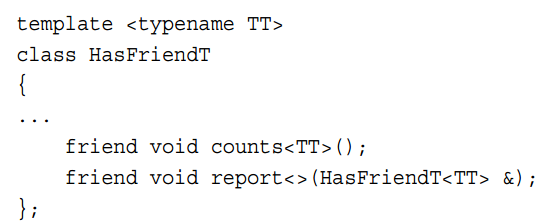 template <typename TT>
class HasFriendT
{
...
    friend void counts<TT>();
    friend void report<>(HasFriendT<TT> &);
};